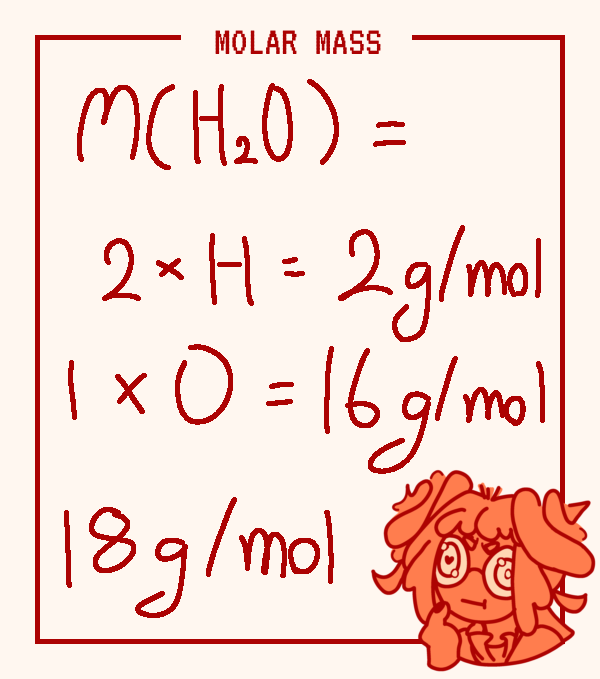 MOLAR MASS
M(H₂O) =
2 × H = 2g/mol
1 × O = 16g/mol
18g/mol